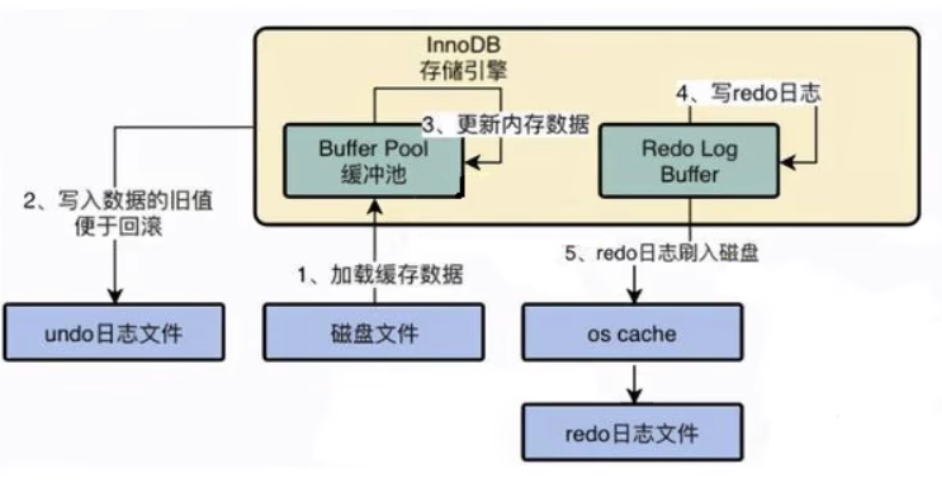 InnoDB
存储引擎
4、写redo日志
3、更新内存数据
Buffer Pool
缓冲池
Redo Log
Buffer
2、写入数据的旧值
便于回滚
5、redo日志刷入磁盘
1、加载缓存数据
undo日志文件
磁盘文件
os cache
redo日志文件